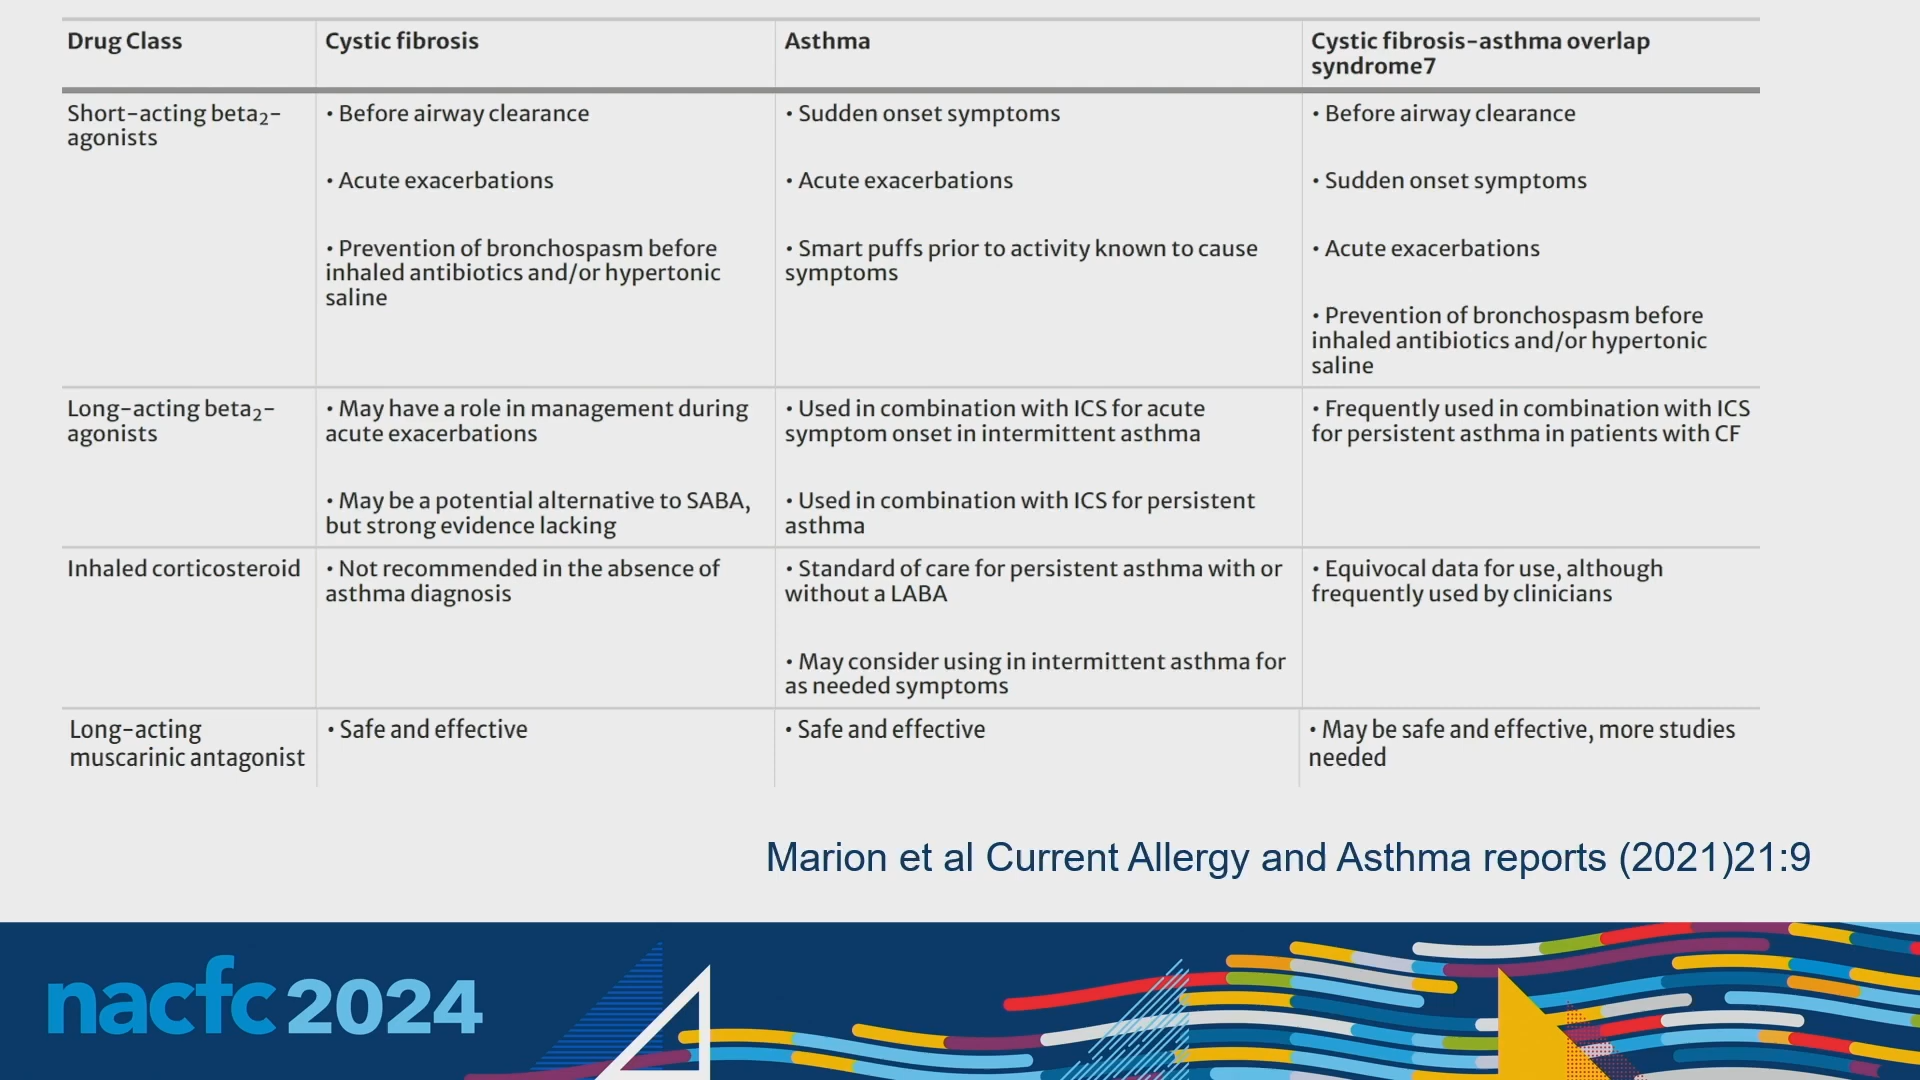 Drug Class
Cystic fibrosis
Asthma
Cystic fibrosis-asthma overlap
syndrome7
Short-acting beta₂-
agonists
• Before airway clearance
• Acute exacerbations
• Prevention of bronchospasm before
inhaled antibiotics and/or hypertonic
saline
• Sudden onset symptoms
• Acute exacerbations
• Smart puffs prior to activity known to cause
symptoms
• Before airway clearance
• Sudden onset symptoms
• Acute exacerbations
• Prevention of bronchospasm before
inhaled antibiotics and/or hypertonic
saline
Long-acting beta₂-
agonists
• May have a role in management during
acute exacerbations
• May be a potential alternative to SABA,
but strong evidence lacking
• Used in combination with ICS for acute
symptom onset in intermittent asthma
• Used in combination with ICS for persistent
asthma
• Frequently used in combination with ICS
for persistent asthma in patients with CF
Inhaled corticosteroid
• Not recommended in the absence of
asthma diagnosis
• Standard of care for persistent asthma with or
without a LABA
• May consider using in intermittent asthma for
as needed symptoms
• Equivocal data for use, although
frequently used by clinicians
Long-acting
muscarinic antagonist
• Safe and effective
• Safe and effective
• May be safe and effective, more studies
needed
Marion et al Current Allergy and Asthma reports (2021)21:9
nacfc 2024